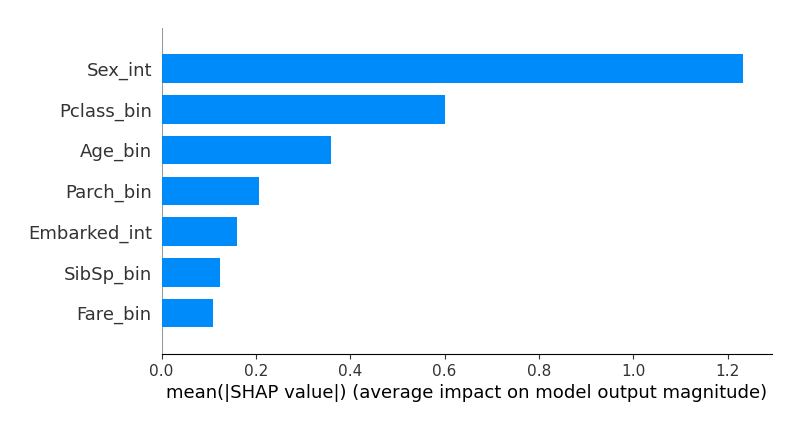 Sex_int
Pclass_bin
Age_bin
Parch_bin
Embarked_int
SibSp_bin
Fare_bin
0.0 0.2 0.4 0.6 0.8 1.0 1.2
mean(|SHAP value|) (average impact on model output magnitude)